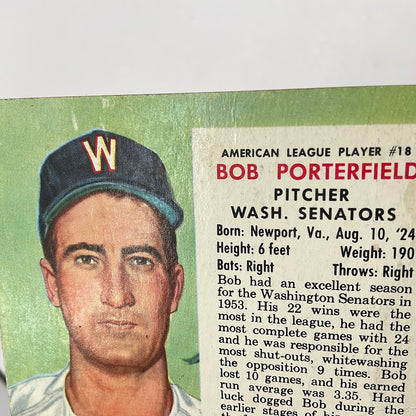 W
AMERICAN LEAGUE PLAYER #18
BOB PORTERFIELD
PITCHER
WASH. SENATORS
Born: Newport, Va., Aug. 10, '24
Height: 6 feet Weight: 190
Bats: Right Throws: Right
Bob had an excellent season
for the Washington Senators in
1953. His 22 wins were the
most in the league, he had the
most complete games with 24
and he was responsible for the
most shut-outs, whitewashing
the opposition 9 times. Bob
lost 10 games, and his earned
run average was 3.35. Hard
luck dogged Bob during the
earlier stages of his